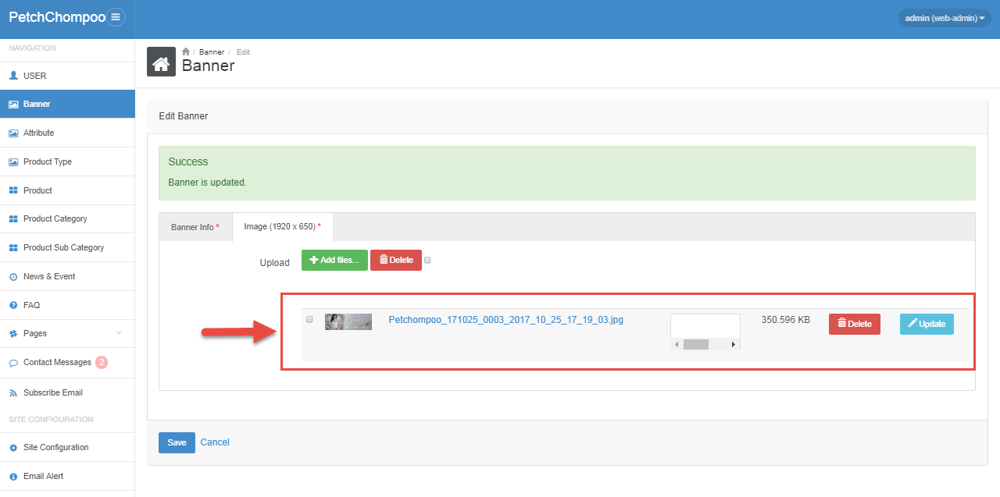 PetchChompoo
admin (web-admin)
NAVIGATION
USER
Banner
Attribute
Product Type
Product
Product Category
Product Sub Category
News & Event
FAQ
Pages
Contact Messages 2
Subscribe Email
SITE CONFIGURATION
Site Configuration
Email Alert
/ Banner / Edit
Banner
Edit Banner
Success
Banner is updated.
Banner Info * Image (1920 x 650) *
Upload Add files... Delete
Petchompoo_171025_0003_2017_10_25_17_19_03.jpg 350.596 KB Delete Update
Save Cancel